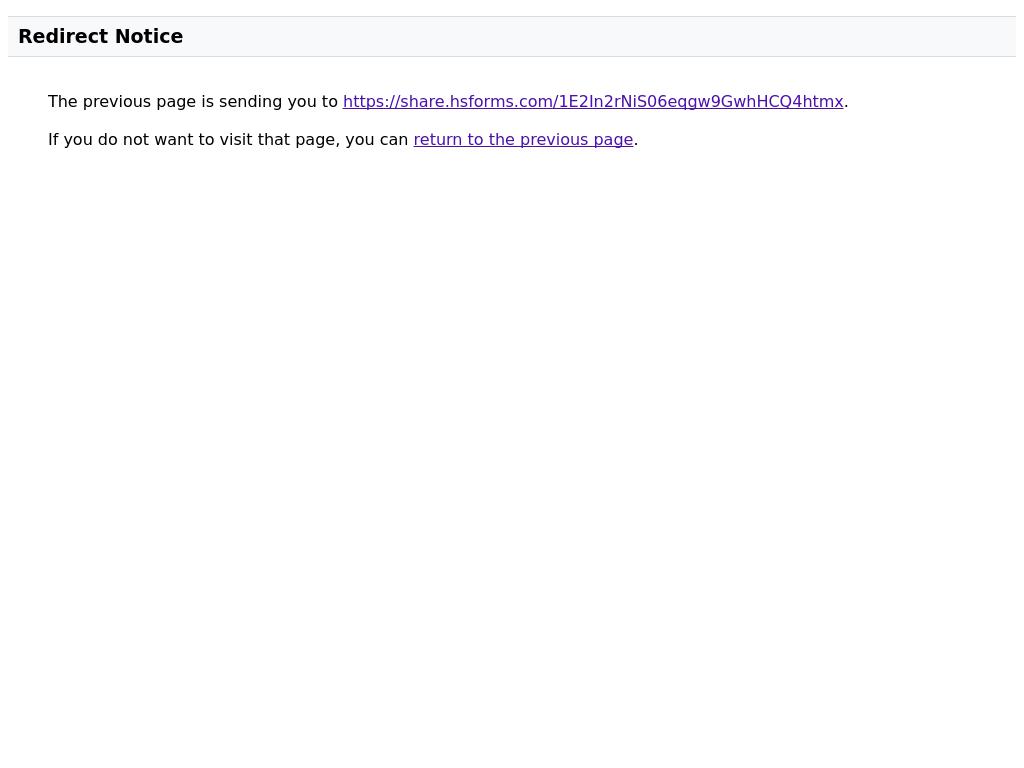 Redirect Notice
The previous page is sending you to https://share.hsforms.com/1E2In2rNiS06eqgw9GwhHCQ4htmx.
If you do not want to visit that page, you can return to the previous page.